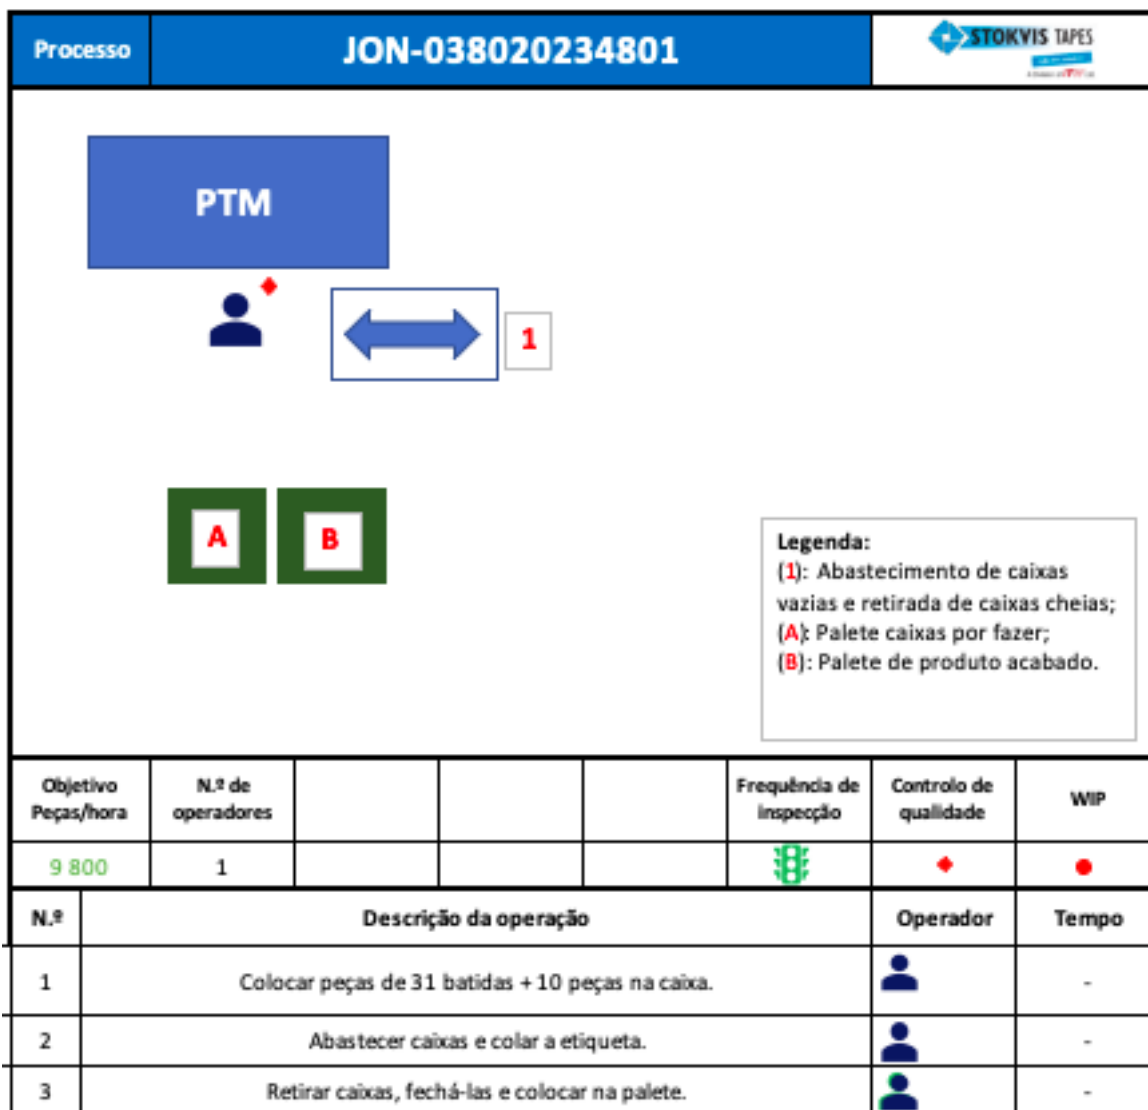 Processo
JON-038020234801
STOKVIS TAPES
PTM
1
A
B
Legenda:
(1): Abastecimento de caixas
vazias e retirada de caixas cheias;
(A): Palete caixas por fazer;
(B): Palete de produto acabado.
Objetivo
Peças/hora
N.º de
operadores
Frequência de
inspecção
Controlo de
qualidade
WIP
9 800
1
N.º
Descrição da operação
Operador
Tempo
1
Colocar peças de 31 batidas + 10 peças na caixa.
-
2
Abastecer caixas e colar a etiqueta.
-
3
Retirar caixas, fechá-las e colocar na palete.
-